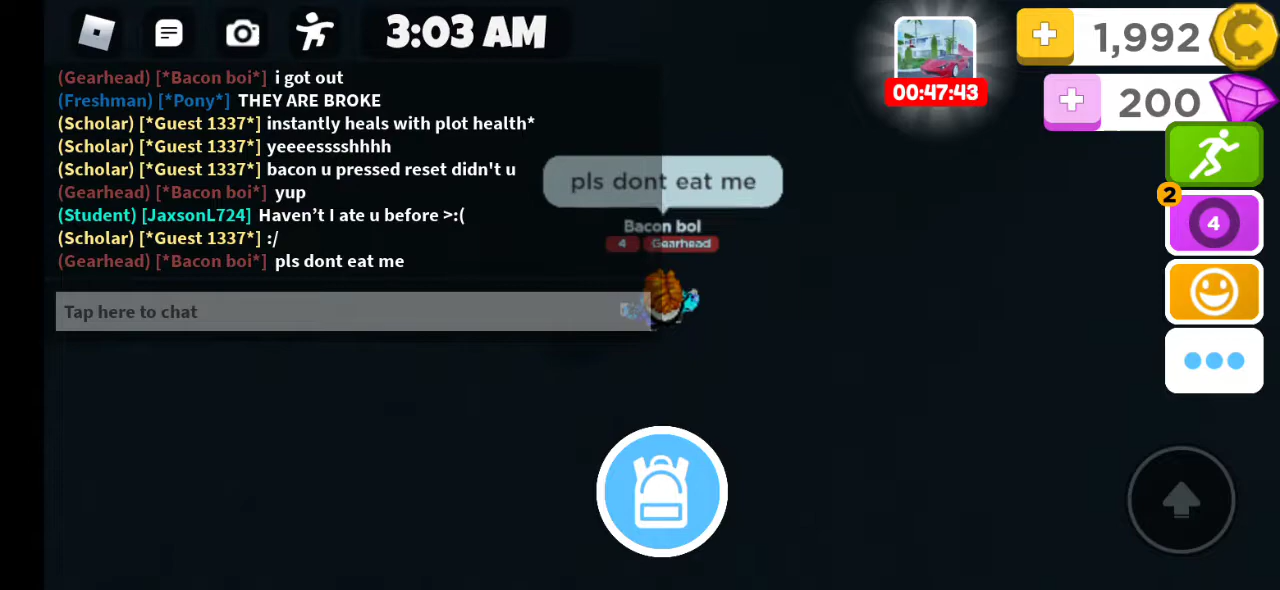 3:03 AM
1,992
00:47:43
200
(Gearhead) [*Bacon boi*] i got out
(Freshman) [*Pony*] THEY ARE BROKE
(Scholar) [*Guest 1337*] instantly heals with plot health*
(Scholar) [*Guest 1337*] yeeeesssshhhh
(Scholar) [*Guest 1337*] bacon u pressed reset didn't u
(Gearhead) [*Bacon boi*] yup
(Student) [JaxsonL724] Haven’t I ate u before >:(
(Scholar) [*Guest 1337*] :/
(Gearhead) [*Bacon boi*] pls dont eat me
Tap here to chat
pls dont eat me
Bacon boi
4 Gearhead
2
4